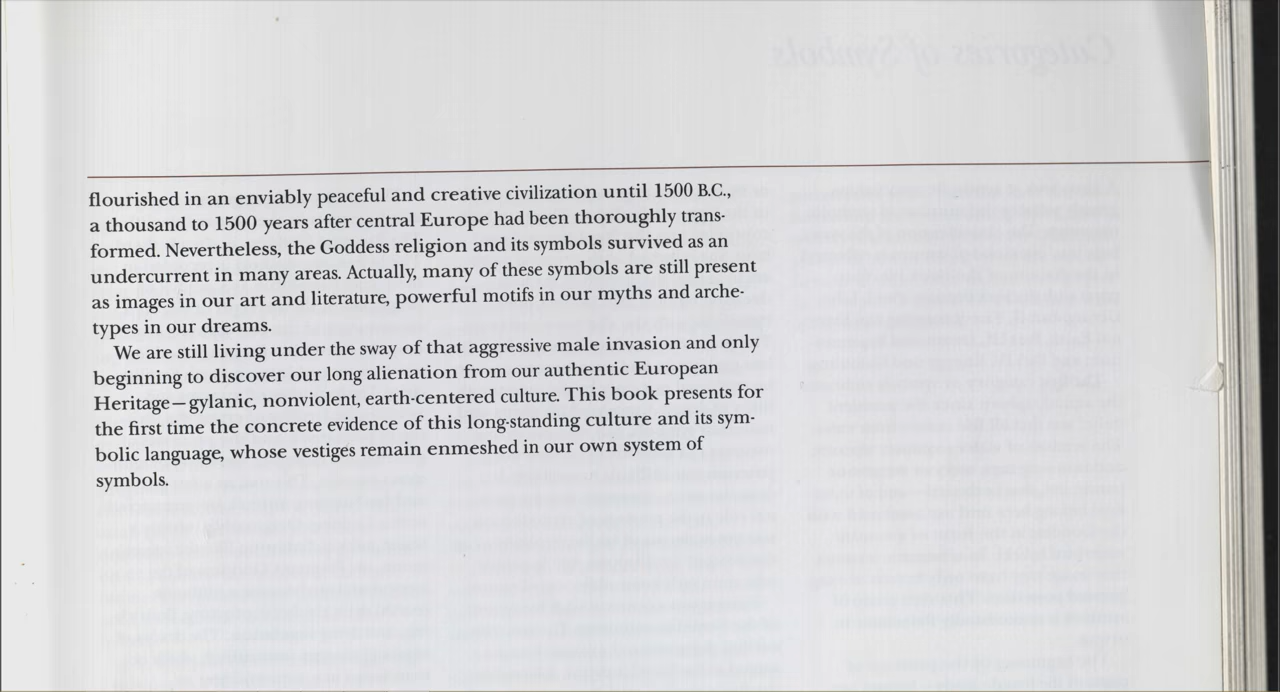 flourished in an enviably peaceful and creative civilization until 1500 B.C.,
a thousand to 1500 years after central Europe had been thoroughly trans-
formed. Nevertheless, the Goddess religion and its symbols survived as an
undercurrent in many areas. Actually, many of these symbols are still present
as images in our art and literature, powerful motifs in our myths and arche-
types in our dreams.
We are still living under the sway of that aggressive male invasion and only
beginning to discover our long alienation from our authentic European
Heritage—gylanic, nonviolent, earth-centered culture. This book presents for
the first time the concrete evidence of this long-standing culture and its sym-
bolic language, whose vestiges remain enmeshed in our own system of
symbols.